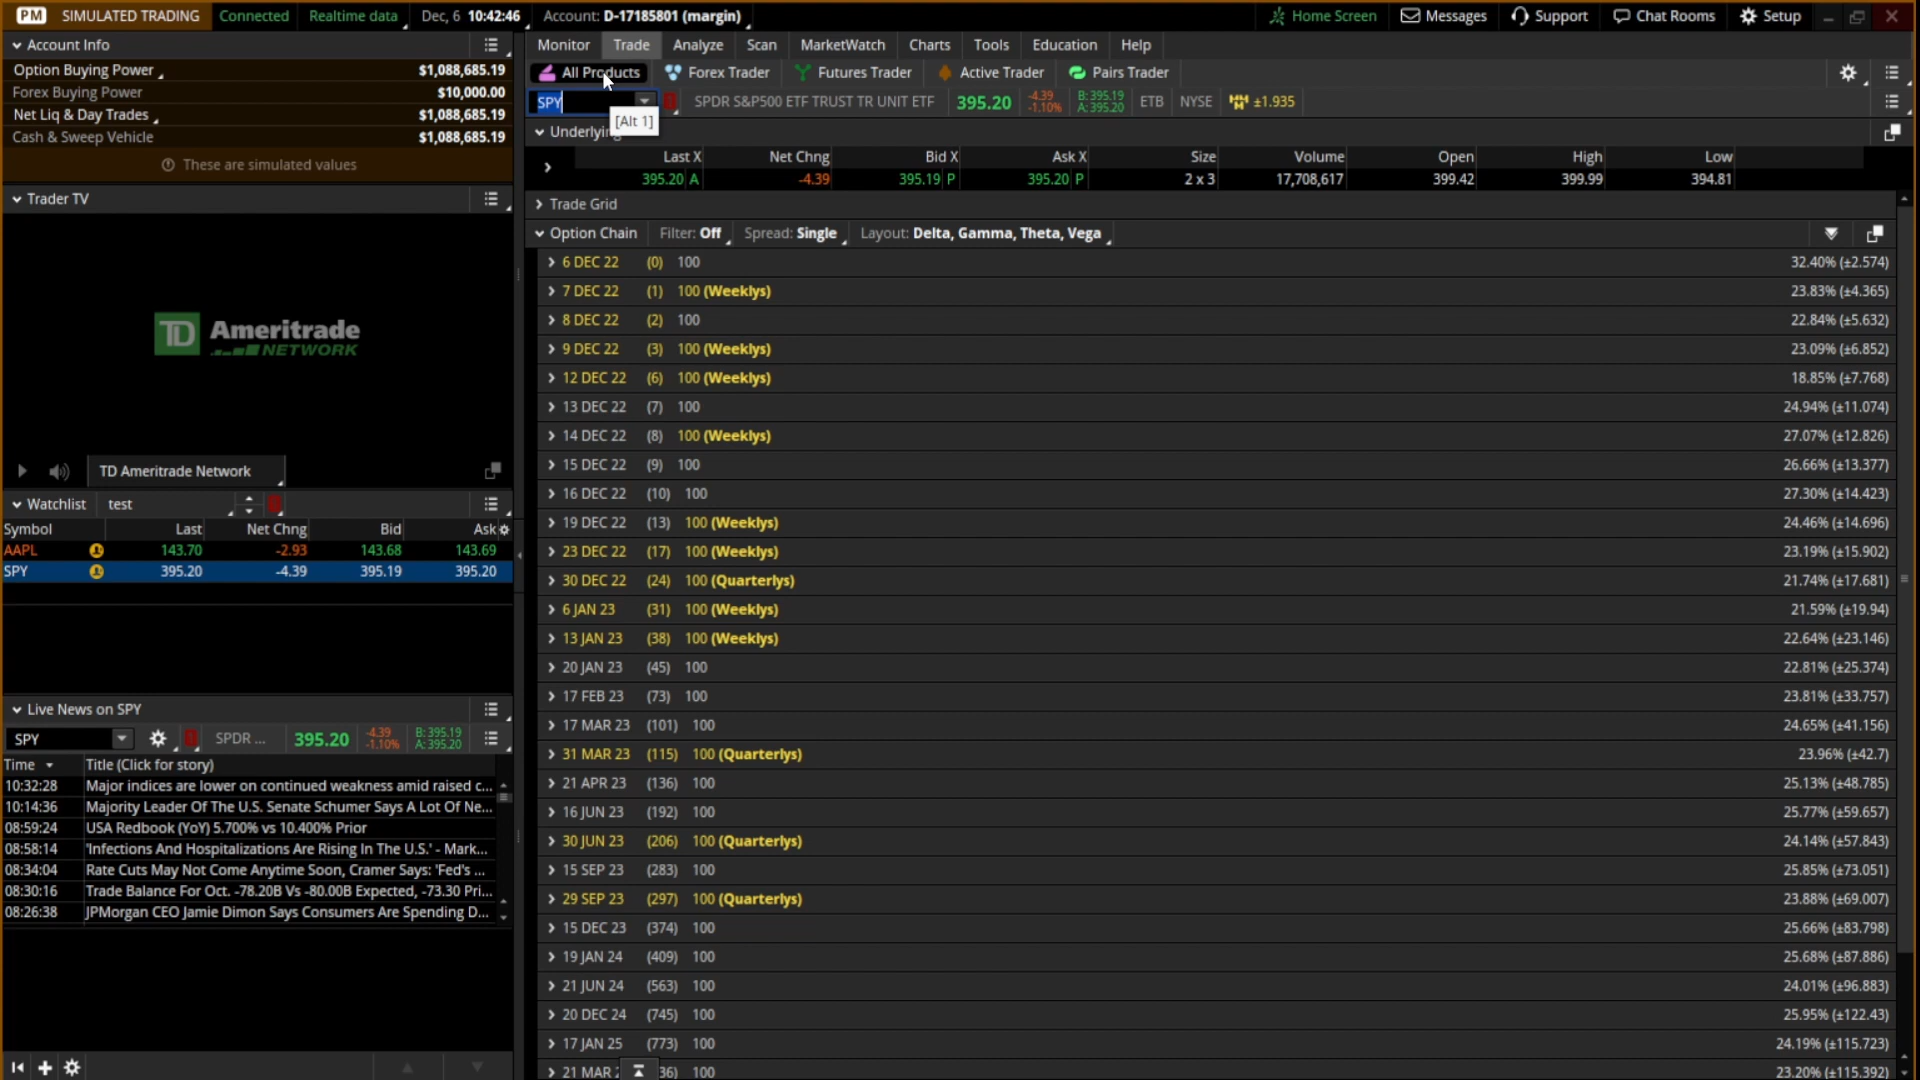 PM SIMULATED TRADING Connected Realtime data Dec, 6 10:42:46 Account: D-17185801 (margin) Home Screen Messages Support Chat Rooms Setup
Account Info
Option Buying Power $1,088,685.19
Forex Buying Power $10,000.00
Net Liq & Day Trades $1,088,685.19
Cash & Sweep Vehicle $1,088,685.19
These are simulated values
Trader TV
TD Ameritrade
NETWORK
TD Ameritrade Network
Watchlist test
Symbol Last Net Chng Bid Ask
AAPL 143.70 -2.93 143.68 143.69
SPY 395.20 -4.39 395.19 395.20
Live News on SPY
SPY SPDR ... 395.20 -4.39 -1.10% B: 395.19 A: 395.20
Time Title (Click for story)
10:32:28 Major indices are lower on continued weakness amid raised c...
10:14:36 Majority Leader Of The U.S. Senate Schumer Says A Lot Of Ne...
08:59:24 USA Redbook (YoY) 5.700% vs 10.400% Prior
08:58:14 'Infections And Hospitalizations Are Rising In The U.S.' - Mark...
08:34:04 Rate Cuts May Not Come Anytime Soon, Cramer Says: 'Fed's ...
08:30:16 Trade Balance For Oct. -78.20B Vs -80.00B Expected, -73.30 Pri...
08:26:38 JPMorgan CEO Jamie Dimon Says Consumers Are Spending D...
Monitor Trade Analyze Scan MarketWatch Charts Tools Education Help
All Products Forex Trader Futures Trader Active Trader Pairs Trader
SPY SPDR S&P500 ETF TRUST TR UNIT ETF 395.20 -4.39 -1.10% B: 395.19 A: 395.20 ETB NYSE ±1.935
[Alt 1]
Underlying
Last X Net Chng Bid X Ask X Size Volume Open High Low
395.20 A -4.39 395.19 P 395.20 P 2 x 3 17,708,617 399.42 399.99 394.81
Trade Grid
Option Chain Filter: Off Spread: Single Layout: Delta, Gamma, Theta, Vega
6 DEC 22 (0) 100 32.40% (±2.574)
7 DEC 22 (1) 100 (Weeklys) 23.83% (±4.365)
8 DEC 22 (2) 100 22.84% (±5.632)
9 DEC 22 (3) 100 (Weeklys) 23.09% (±6.852)
12 DEC 22 (6) 100 (Weeklys) 18.85% (±7.768)
13 DEC 22 (7) 100 24.94% (±11.074)
14 DEC 22 (8) 100 (Weeklys) 27.07% (±12.826)
15 DEC 22 (9) 100 26.66% (±13.377)
16 DEC 22 (10) 100 27.30% (±14.423)
19 DEC 22 (13) 100 (Weeklys) 24.46% (±14.696)
23 DEC 22 (17) 100 (Weeklys) 23.19% (±15.902)
30 DEC 22 (24) 100 (Quarterlys) 21.74% (±17.681)
6 JAN 23 (31) 100 (Weeklys) 21.59% (±19.94)
13 JAN 23 (38) 100 (Weeklys) 22.64% (±23.146)
20 JAN 23 (45) 100 22.81% (±25.374)
17 FEB 23 (73) 100 23.81% (±33.757)
17 MAR 23 (101) 100 24.65% (±41.156)
31 MAR 23 (115) 100 (Quarterlys) 23.96% (±42.7)
21 APR 23 (136) 100 25.13% (±48.785)
16 JUN 23 (192) 100 25.77% (±59.657)
30 JUN 23 (206) 100 (Quarterlys) 24.14% (±57.843)
15 SEP 23 (283) 100 25.85% (±73.051)
29 SEP 23 (297) 100 (Quarterlys) 23.88% (±69.007)
15 DEC 23 (374) 100 25.66% (±83.798)
19 JAN 24 (409) 100 25.68% (±87.886)
21 JUN 24 (563) 100 24.01% (±96.883)
20 DEC 24 (745) 100 25.95% (±122.43)
17 JAN 25 (773) 100 24.19% (±115.723)
21 MAR 36) 100 23.20% (±115.392)